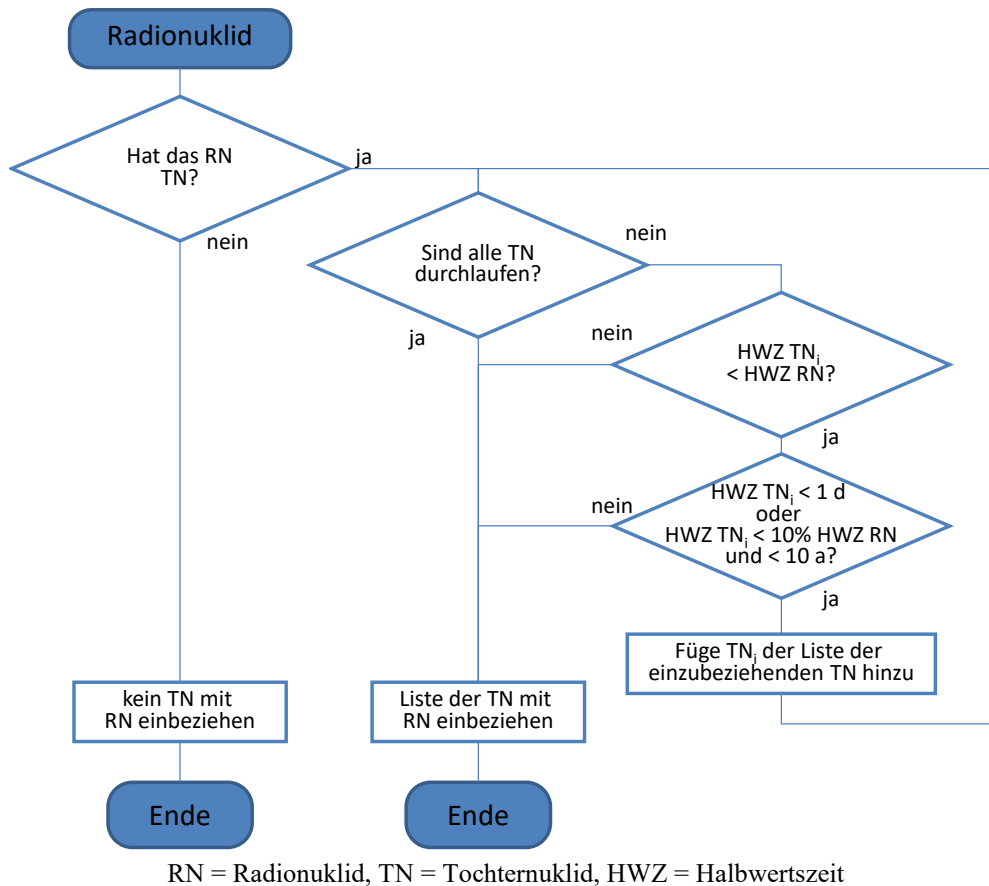 Radionuklid
Hat das RN
TN?
ja
nein
Sind alle TN
durchlaufen?
nein
ja
HWZ TNi
< HWZ RN?
nein
ja
HWZ TNi < 1 d
oder
HWZ TNi < 10% HWZ RN
und < 10 a?
nein
ja
Füge TNi der Liste der
einzubeziehenden TN hinzu
kein TN mit
RN einbeziehen
Liste der TN mit
RN einbeziehen
Ende
Ende
RN = Radionuklid, TN = Tochternuklid, HWZ = Halbwertszeit